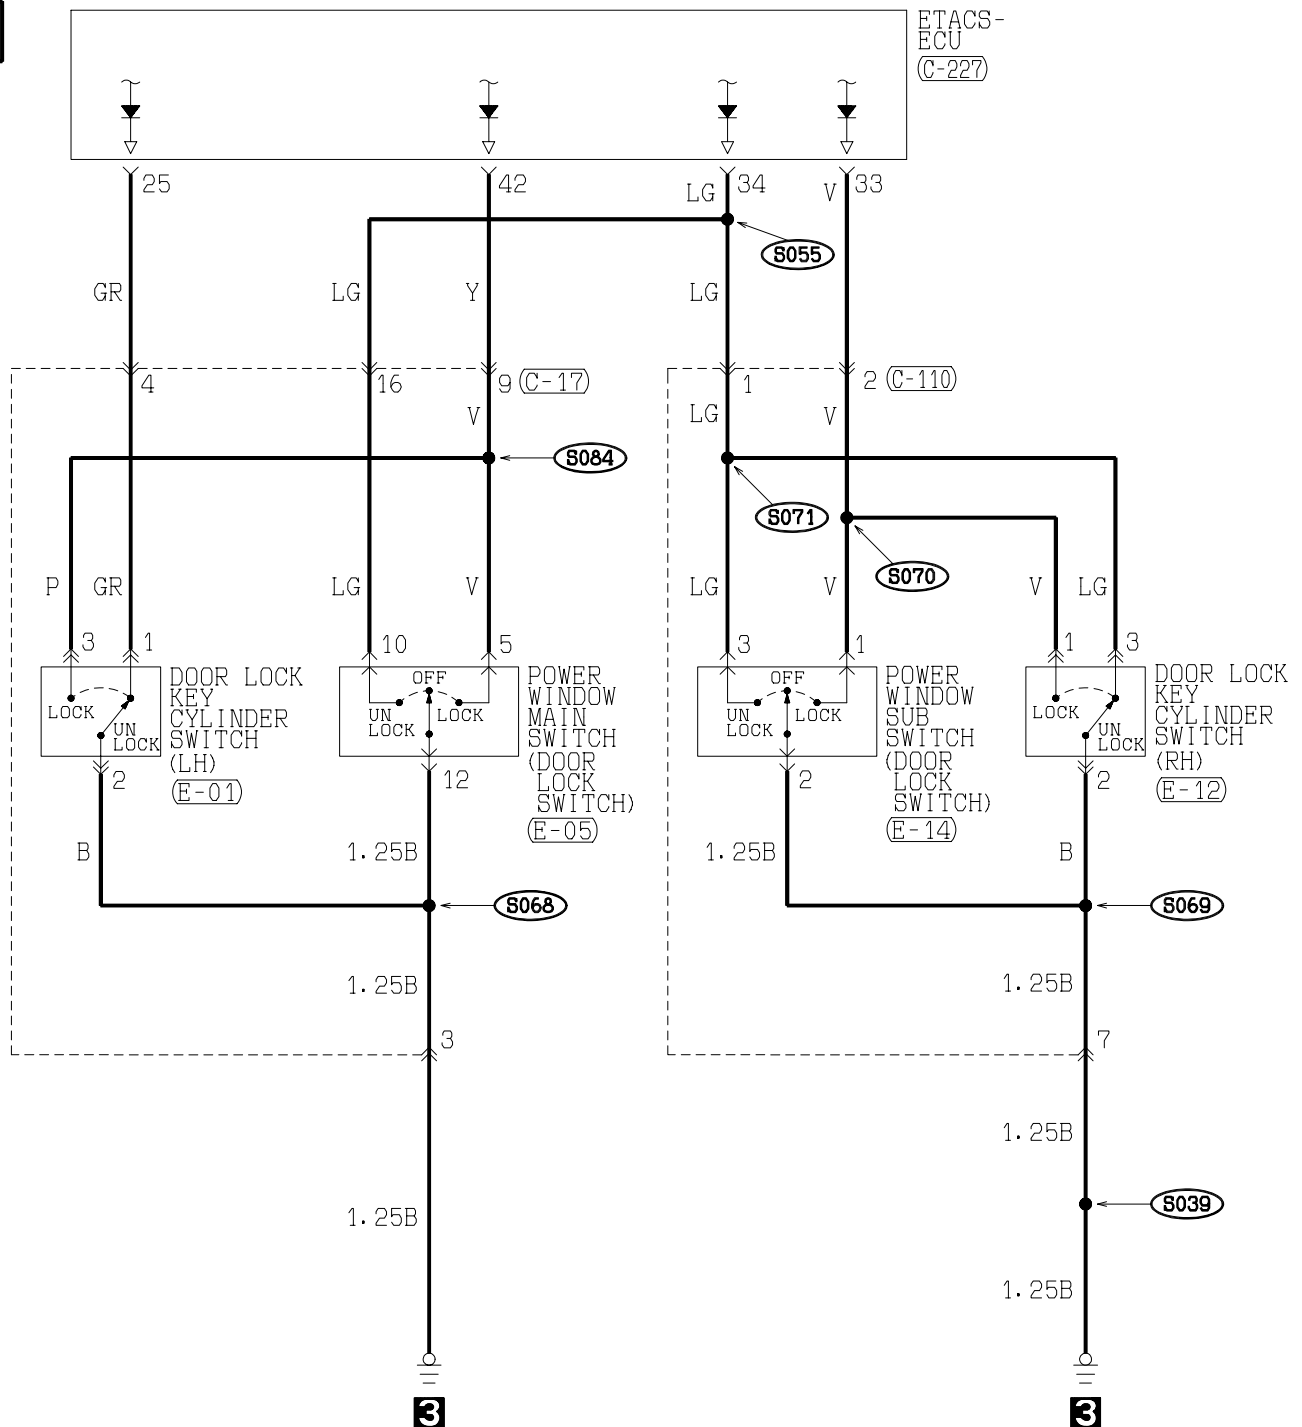 ETACS-
ECU
(C-227)
25
42
LG
34
V
33
S055
GR
LG
Y
LG
4
16
9
(C-17)
1
2
(C-110)
V
LG
V
S084
S071
S070
P
GR
LG
V
LG
V
V
LG
3
1
10
5
3
1
1
3
LOCK
UN
LOCK
DOOR LOCK
KEY
CYLINDER
SWITCH
(LH)
(E-01)
OFF
UN
LOCK
LOCK
POWER
WINDOW
MAIN
SWITCH
(DOOR
LOCK
SWITCH)
(E-05)
OFF
UN
LOCK
LOCK
POWER
WINDOW
SUB
SWITCH
(DOOR
LOCK
SWITCH)
(E-14)
LOCK
UN
LOCK
DOOR LOCK
KEY
CYLINDER
SWITCH
(RH)
(E-12)
2
12
2
2
B
1.25B
1.25B
B
S068
S069
1.25B
1.25B
3
7
1.25B
S039
1.25B
1.25B
3
3